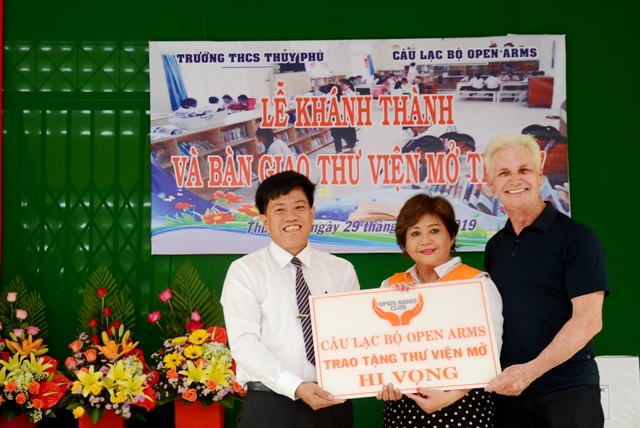 TRƯỜNG THCS THỦY PHÙ
CÂU LẠC BỘ OPEN ARMS
LỄ KHÁNH THÀNH
VÀ BÀN GIAO THƯ VIỆN MỞ
ngày 29 tháng 2019
OPEN ARMS
CLUB
CÂU LẠC BỘ OPEN ARMS
TRAO TẶNG THƯ VIỆN MỞ
HI VỌNG